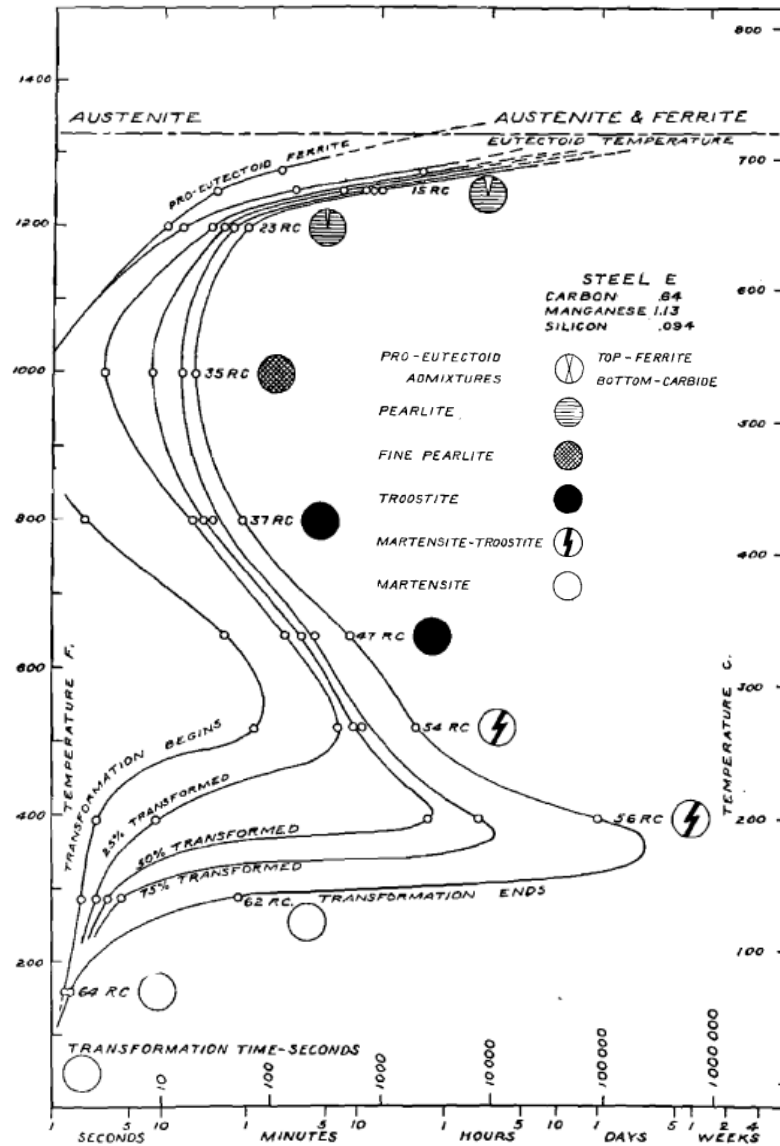 800
1400
AUSTENITE
AUSTENITE & FERRITE
EUTECTOID TEMPERATURE
700
PRO-EUTECTOID FERRITE
15 RC
1200
23 RC
STEEL E
CARBON .64
MANGANESE 1.13
SILICON .094
600
PRO-EUTECTOID ADMIXTURES
TOP-FERRITE
BOTTOM-CARBIDE
1000
35 RC
PEARLITE
500
FINE PEARLITE
800
37 RC
TROOSTITE
400
MARTENSITE-TROOSTITE
MARTENSITE
47 RC
600
300
TEMPERATURE F.
TEMPERATURE C.
54 RC
TRANSFORMATION BEGINS
25% TRANSFORMED
400
56 RC
200
50% TRANSFORMED
75% TRANSFORMED
62 RC.
TRANSFORMATION ENDS
200
100
64 RC
TRANSFORMATION TIME-SECONDS
10
100
1000
10 000
100 000
1000 000
1 5 10 1 5 10 1 5 10 1 5 1 2 4
SECONDS MINUTES HOURS DAYS WEEKS